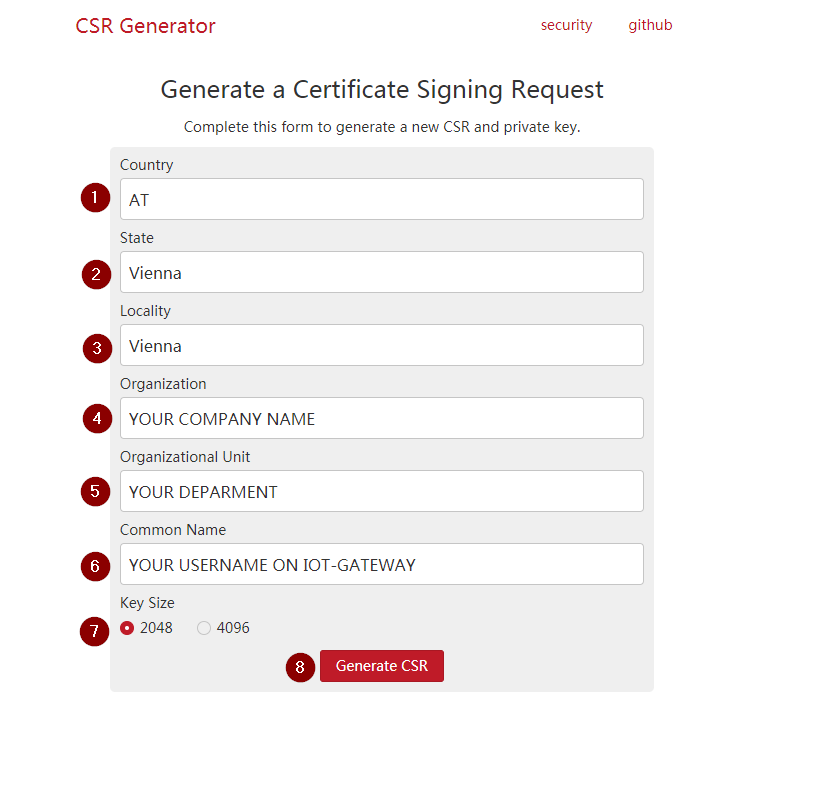 CSR Generator security github
Generate a Certificate Signing Request
Complete this form to generate a new CSR and private key.
Country
1 AT
State
2 Vienna
Locality
3 Vienna
Organization
4 YOUR COMPANY NAME
Organizational Unit
5 YOUR DEPARMENT
Common Name
6 YOUR USERNAME ON IOT-GATEWAY
Key Size
7 2048 4096
8 Generate CSR